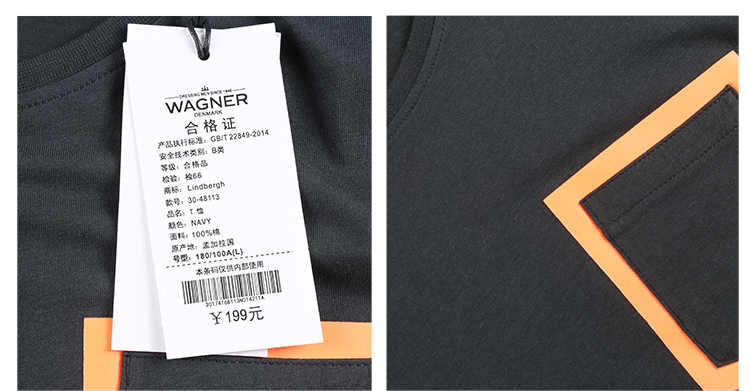 DRESSING MEN SINCE 1946
WAGNER
DENMARK
合格证
产品执行标准: GB/T 22849-2014
安全技术类别: B类
等级: 合格品
检验: 检66
商标: Lindbergh
款号: 30-48113
品名: T 恤
颜色: NAVY
面料: 100%棉
原产地: 孟加拉国
号型: 180/100A(L)
本条码仅供内部使用
¥ 199元